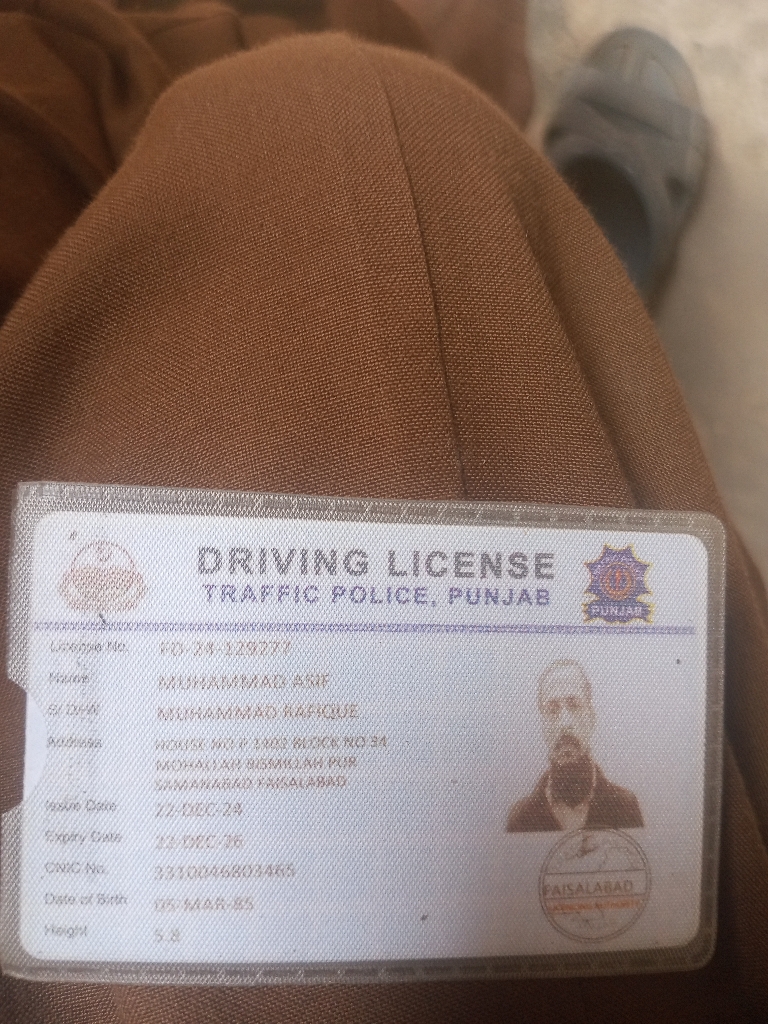 DRIVING LICENSE
TRAFFIC POLICE, PUNJAB
PUNJAB
License No. FD-24-129277
Name MUHAMMAD ASIF
S/D/H/W MUHAMMAD RAFIQUE
Address HOUSE NO P 1402 BLOCK NO 34
MOHALLAH BISMILLAH PUR
SAMANABAD FAISALABAD
Issue Date 22-DEC-24
Expiry Date 22-DEC-26
CNIC No. 3310046803465
Date of Birth 05-MAR-85
Height 5.8
FAISALABAD